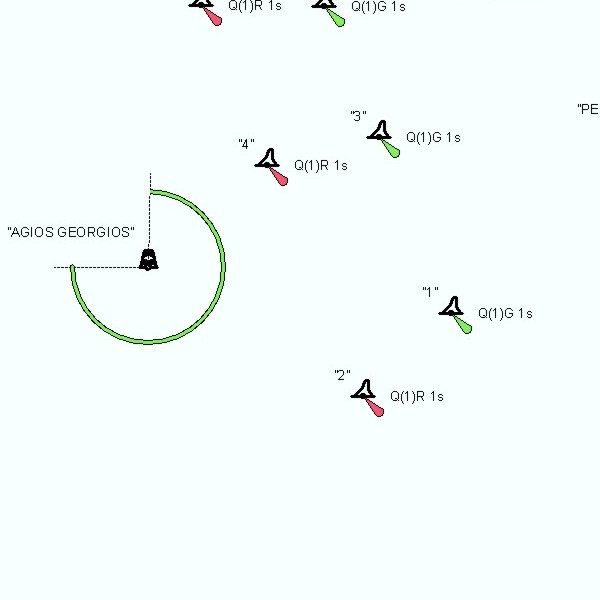 Q(1)R 1s
Q(1)G 1s
"PE
"3"
Q(1)G 1s
"4"
Q(1)R 1s
"AGIOS GEORGIOS"
"1"
Q(1)G 1s
"2"
Q(1)R 1s